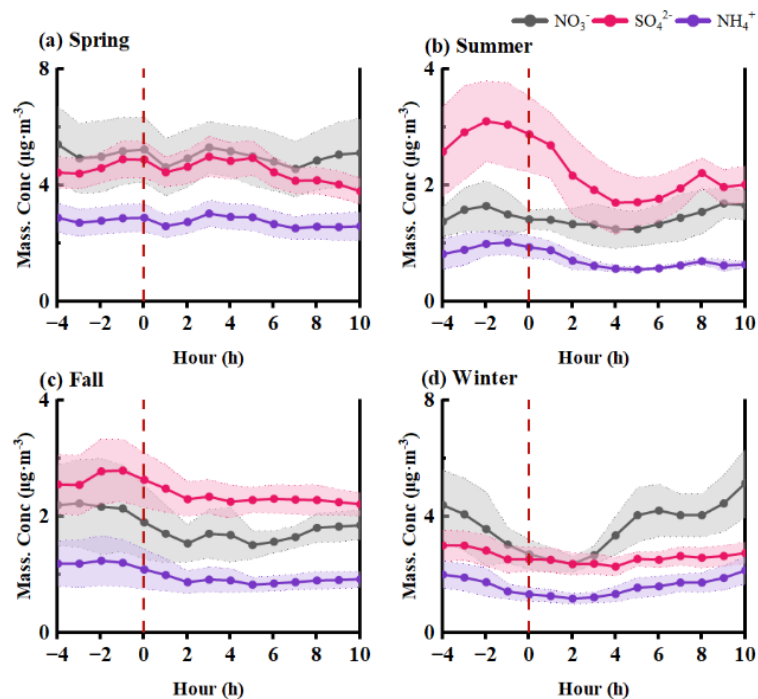 NO₃⁻ SO₄²⁻ NH₄⁺
(a) Spring
(b) Summer
Mass. Conc (μg·m⁻³)
8
4
0
−4 −2 0 2 4 6 8 10
Hour (h)
Mass. Conc (μg·m⁻³)
4
2
0
−4 −2 0 2 4 6 8 10
Hour (h)
(c) Fall
(d) Winter
Mass. Conc (μg·m⁻³)
4
2
0
−4 −2 0 2 4 6 8 10
Hour (h)
Mass. Conc (μg·m⁻³)
8
4
0
−4 −2 0 2 4 6 8 10
Hour (h)